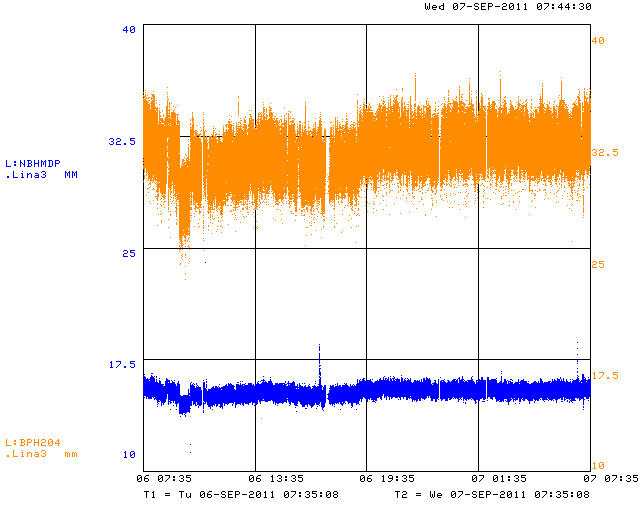 Wed 07-SEP-2011 07:44:30
40
40
32.5
32.5
L:NBHMDP
.Lina3 MM
25
25
17.5
17.5
L:BPH204
.Lina3 mm
10
10
06 07:35 06 13:35 06 19:35 07 01:35 07 07:35
T1 = Tu 06-SEP-2011 07:35:08 T2 = We 07-SEP-2011 07:35:08